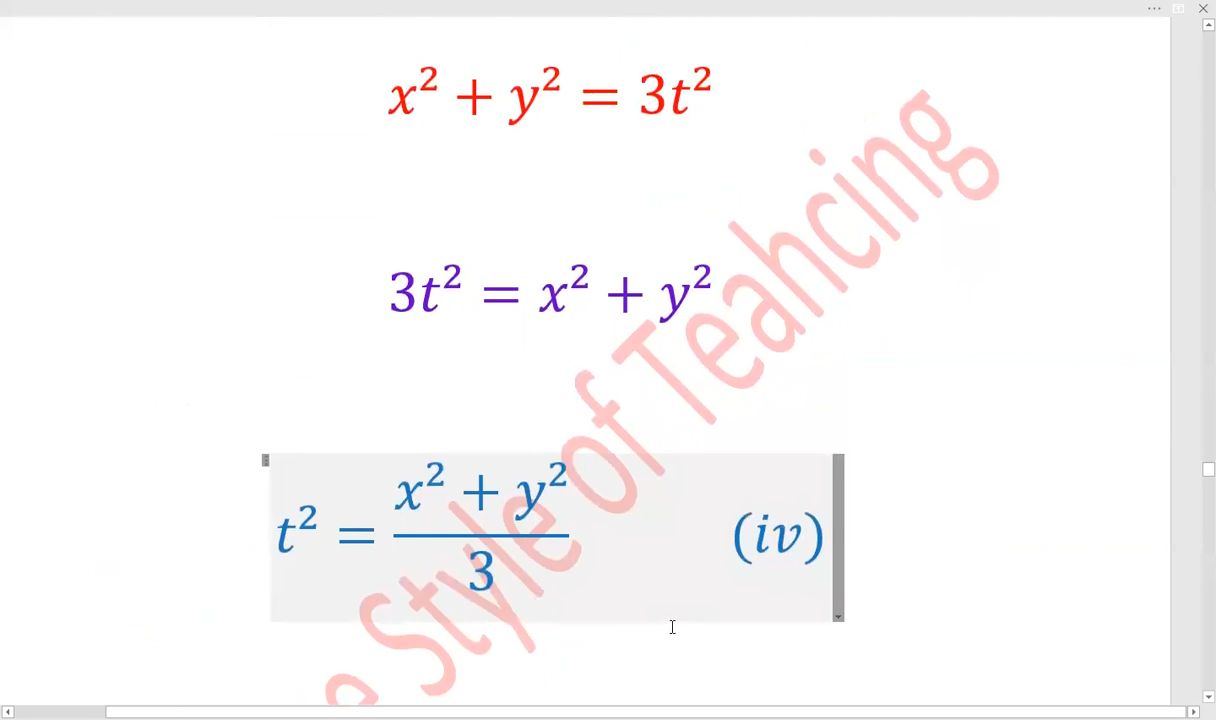 x² + y² = 3t²
3t² = x² + y²
t² = (x² + y²)/3 (iv)
e Style of Teahcing